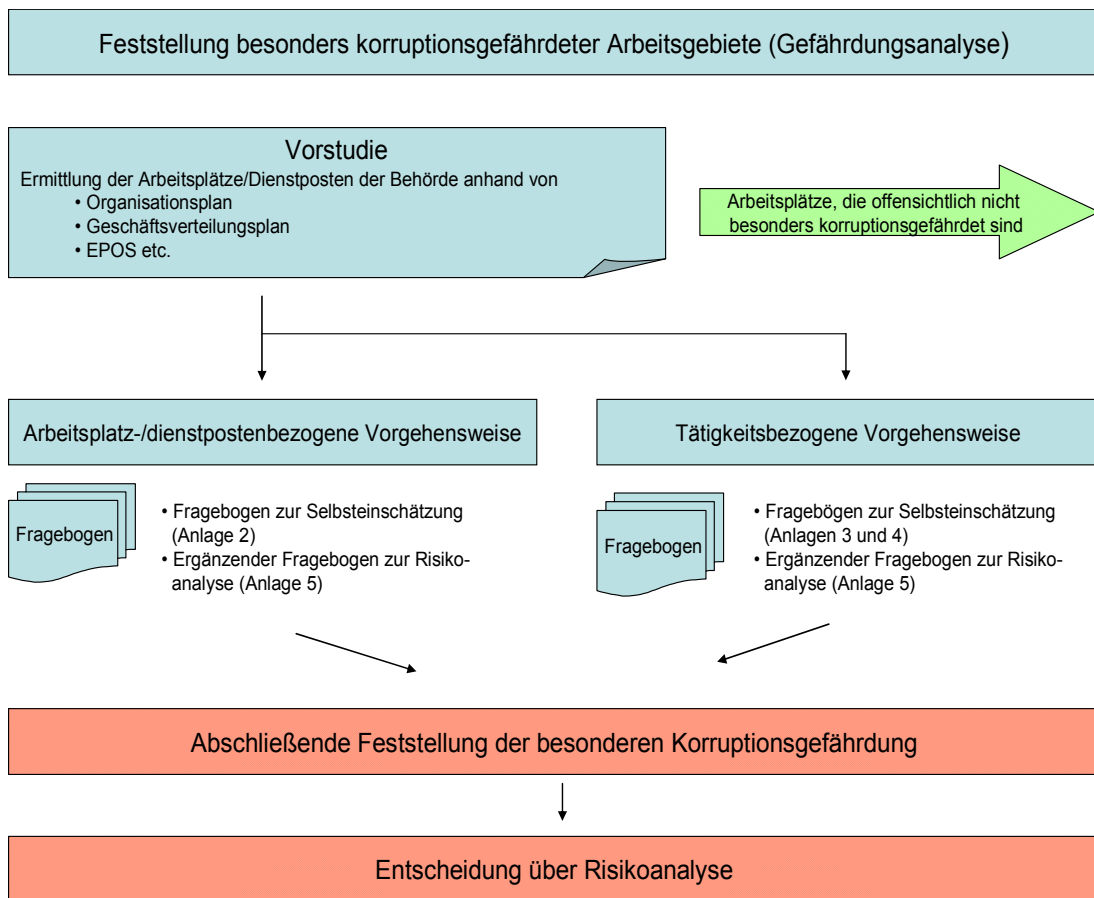 Feststellung besonders korruptionsgefährdeter Arbeitsgebiete (Gefährdungsanalyse)
Vorstudie
Ermittlung der Arbeitsplätze/Dienstposten der Behörde anhand von
• Organisationsplan
• Geschäftsverteilungsplan
• EPOS etc.
Arbeitsplätze, die offensichtlich nicht
besonders korruptionsgefährdet sind
Arbeitsplatz-/dienstpostenbezogene Vorgehensweise
Fragebogen
• Fragebogen zur Selbsteinschätzung
(Anlage 2)
• Ergänzender Fragebogen zur Risiko-
analyse (Anlage 5)
Tätigkeitsbezogene Vorgehensweise
Fragebogen
• Fragebögen zur Selbsteinschätzung
(Anlagen 3 und 4)
• Ergänzender Fragebogen zur Risiko-
analyse (Anlage 5)
Abschließende Feststellung der besonderen Korruptionsgefährdung
Entscheidung über Risikoanalyse